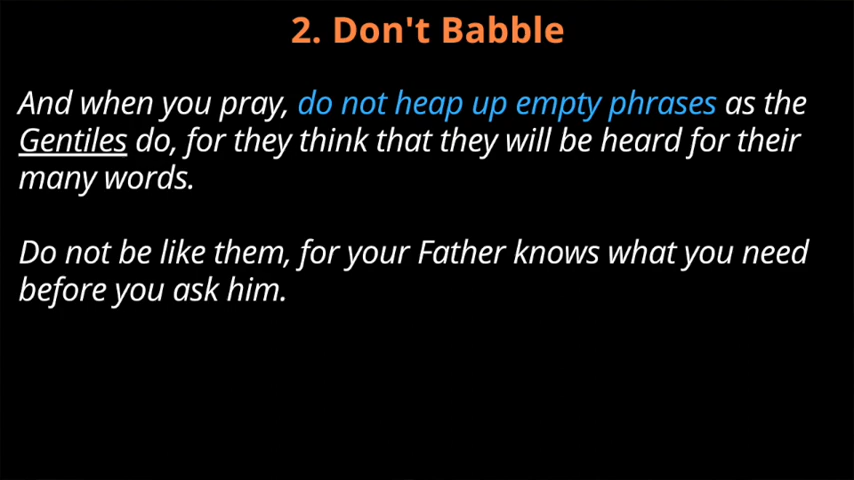 2. Don't Babble
And when you pray, do not heap up empty phrases as the
Gentiles do, for they think that they will be heard for their
many words.
Do not be like them, for your Father knows what you need
before you ask him.